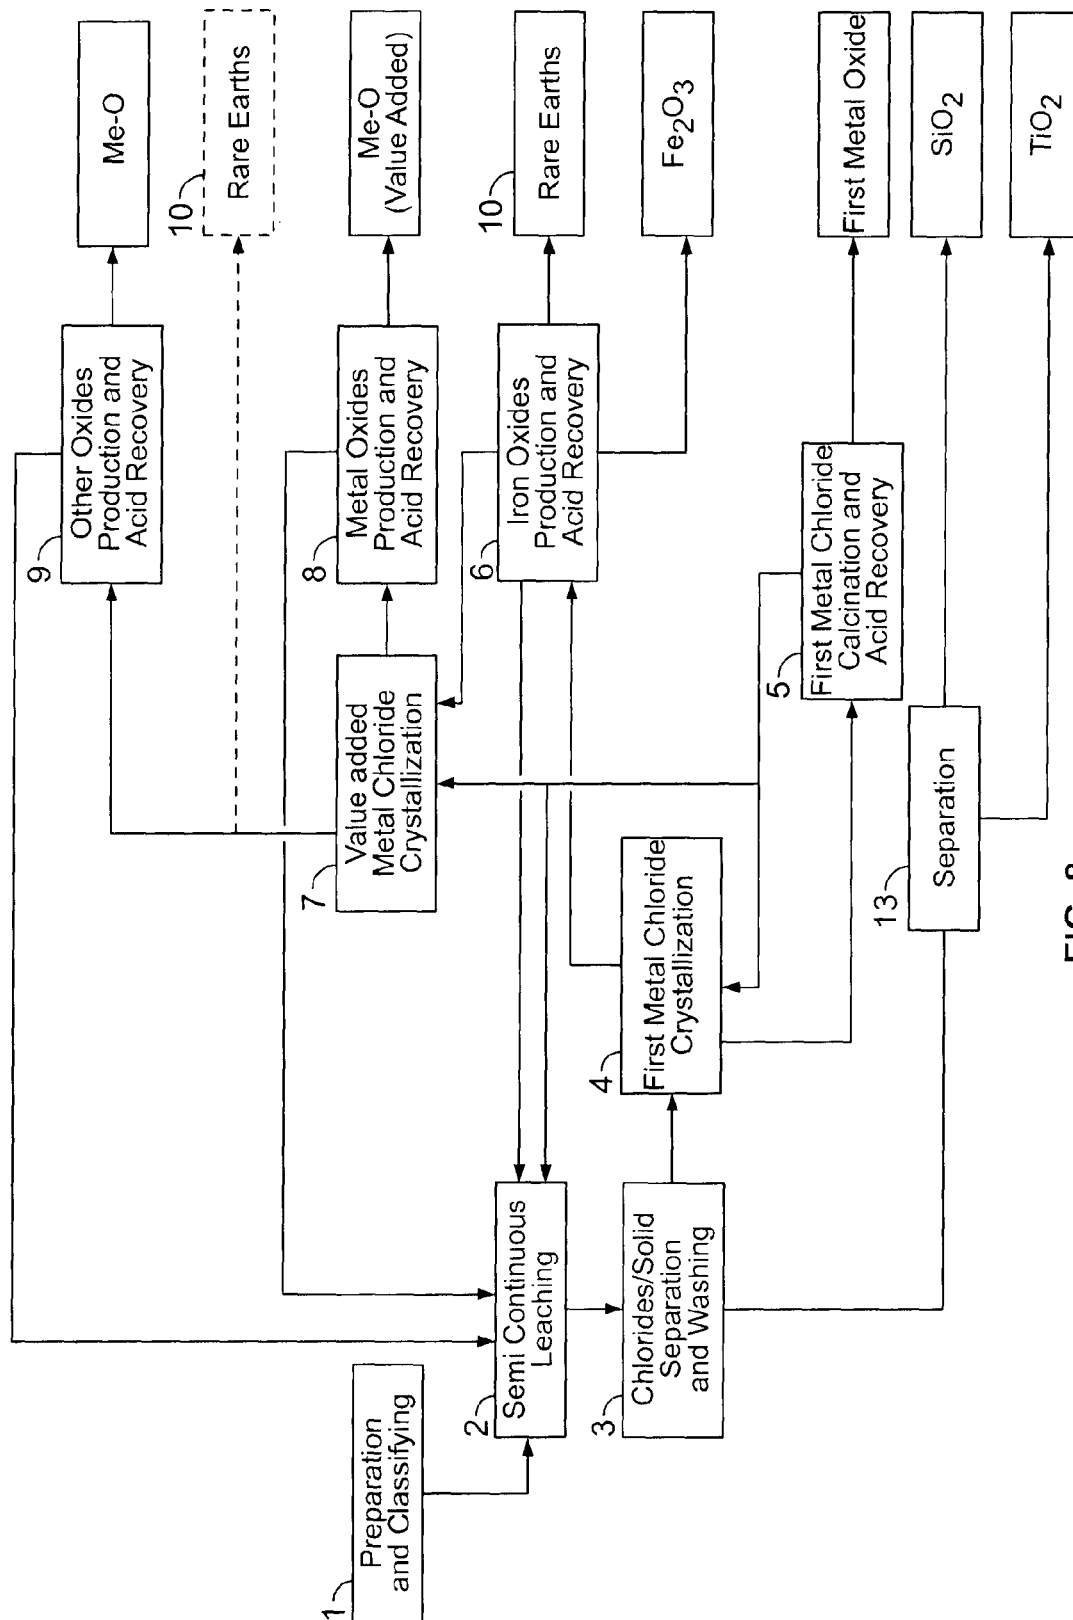 1
Preparation
and Classifying
2
Semi Continuous
Leaching
3
Chlorides/Solid
Separation
and Washing
4
First Metal Chloride
Crystallization
5
First Metal Chloride
Calcination and
Acid Recovery
6
Iron Oxides
Production and
Acid Recovery
7
Value added
Metal Chloride
Crystallization
8
Metal Oxides
Production and
Acid Recovery
9
Other Oxides
Production and
Acid Recovery
13
Separation
Me-O
10
Rare Earths
Me-O
(Value Added)
10
Rare Earths
Fe2O3
First Metal Oxide
SiO2
TiO2
FIG.